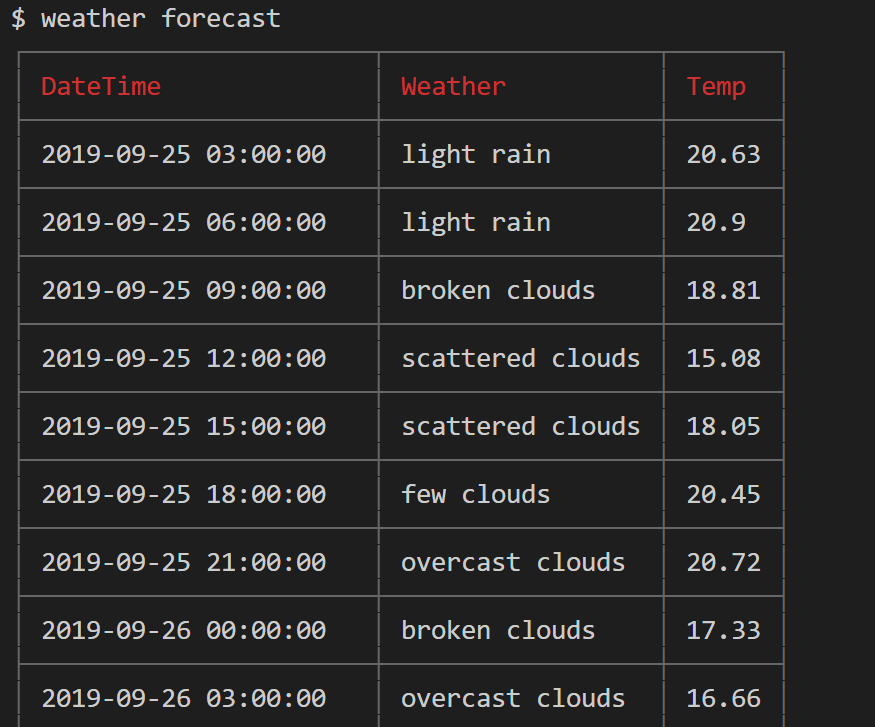 $ weather forecast
DateTime Weather Temp
2019-09-25 03:00:00 light rain 20.63
2019-09-25 06:00:00 light rain 20.9
2019-09-25 09:00:00 broken clouds 18.81
2019-09-25 12:00:00 scattered clouds 15.08
2019-09-25 15:00:00 scattered clouds 18.05
2019-09-25 18:00:00 few clouds 20.45
2019-09-25 21:00:00 overcast clouds 20.72
2019-09-26 00:00:00 broken clouds 17.33
2019-09-26 03:00:00 overcast clouds 16.66